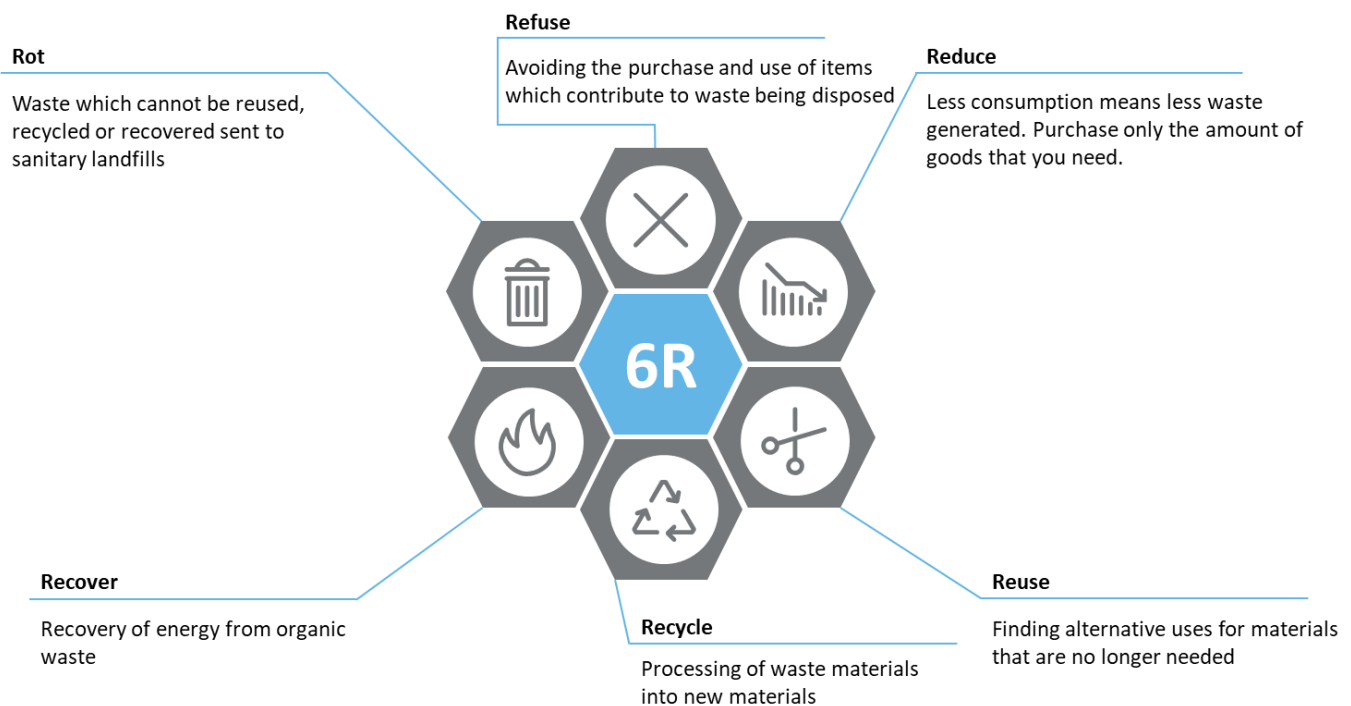 Refuse
Avoiding the purchase and use of items
which contribute to waste being disposed
Reduce
Less consumption means less waste
generated. Purchase only the amount of
goods that you need.
Reuse
Finding alternative uses for materials
that are no longer needed
Recycle
Processing of waste materials
into new materials
Recover
Recovery of energy from organic
waste
Rot
Waste which cannot be reused,
recycled or recovered sent to
sanitary landfills
6R